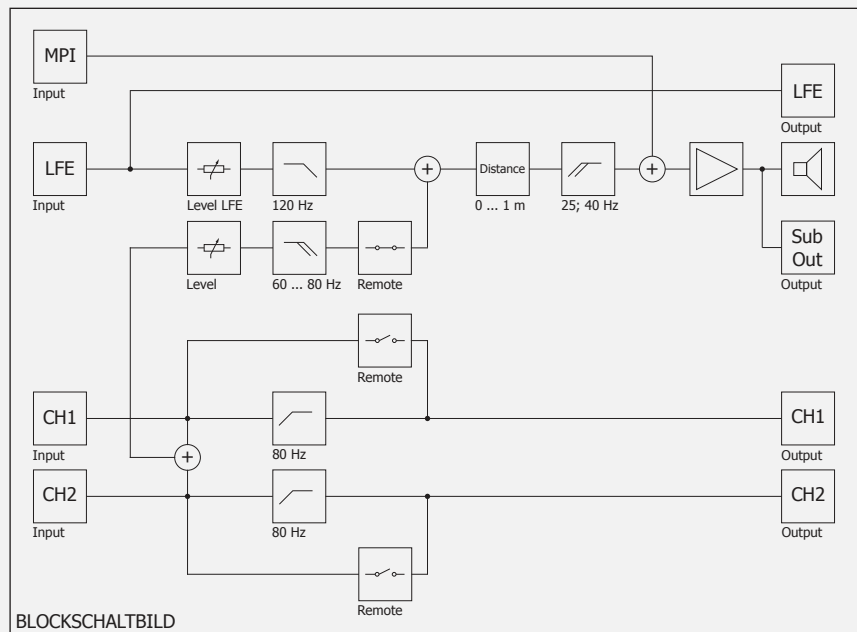 MPI
Input
LFE
Output
LFE
Input
Level LFE
120 Hz
Distance
0 ... 1 m
25; 40 Hz
Sub
Out
Output
Level
60 ... 80 Hz
Remote
Remote
CH1
Input
80 Hz
CH1
Output
CH2
Input
80 Hz
CH2
Output
Remote
BLOCKSCHALTBILD